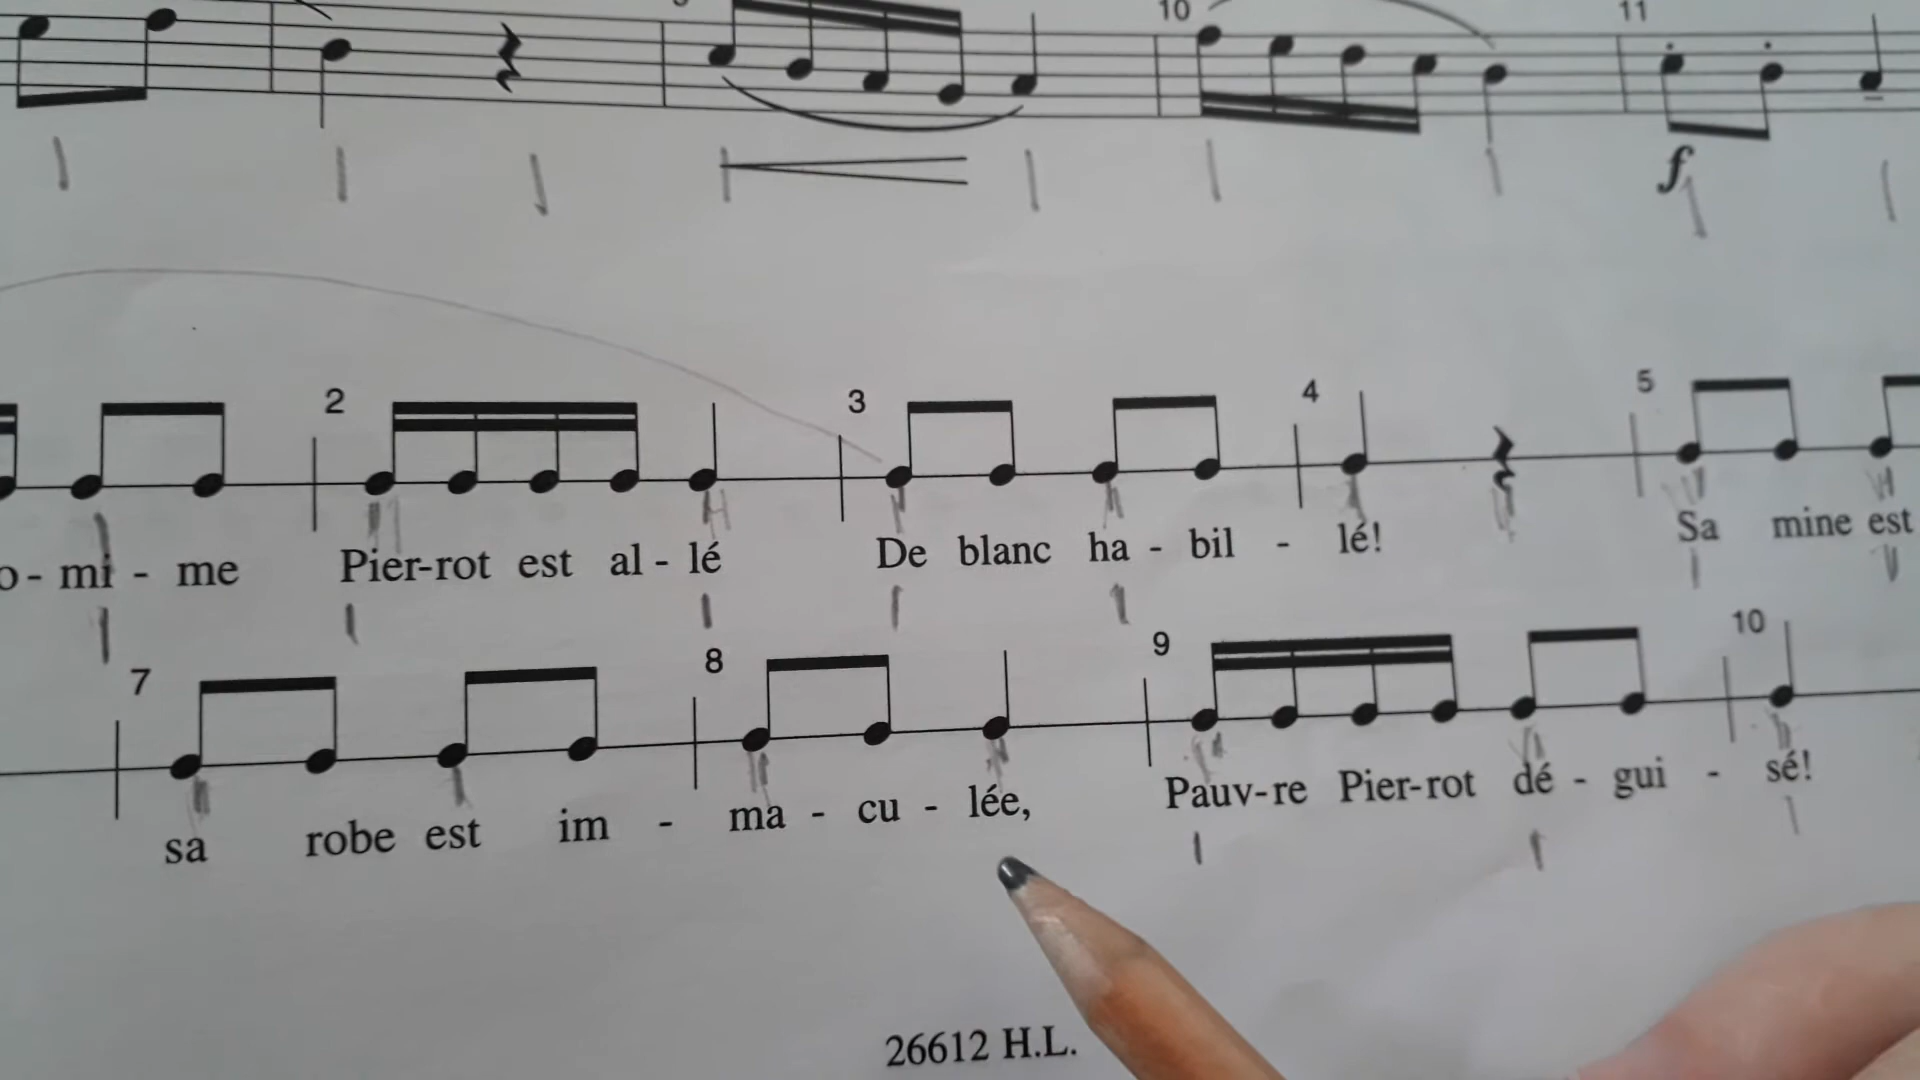 10 11
f
2 3 4 5
mi - me Pier-rot est al - lé De blanc ha - bil - lé! Sa mine est
7 8 9 10
sa robe est im - ma - cu - lée, Pauv-re Pier-rot dé - gui - sé!
26612 H.L.